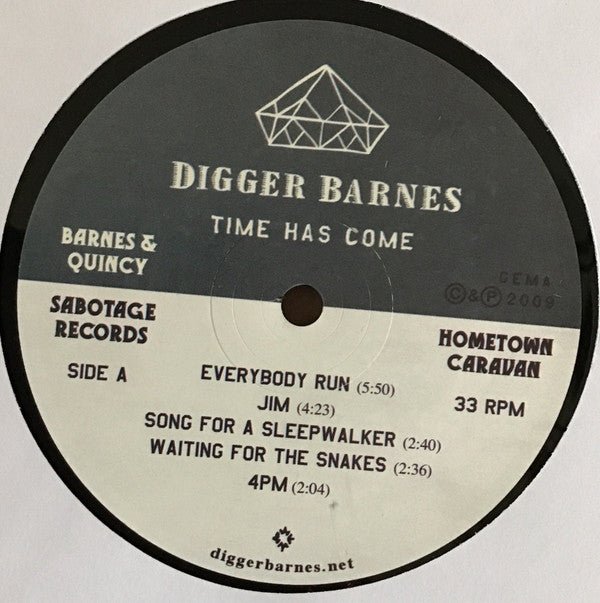 DIGGER BARNES
TIME HAS COME
BARNES &
QUINCY
GEMA
©&℗ 2009
SABOTAGE
RECORDS
HOMETOWN
CARAVAN
SIDE A
33 RPM
EVERYBODY RUN (5:50)
JIM (4:23)
SONG FOR A SLEEPWALKER (2:40)
WAITING FOR THE SNAKES (2:36)
4PM (2:04)
diggerbarnes.net